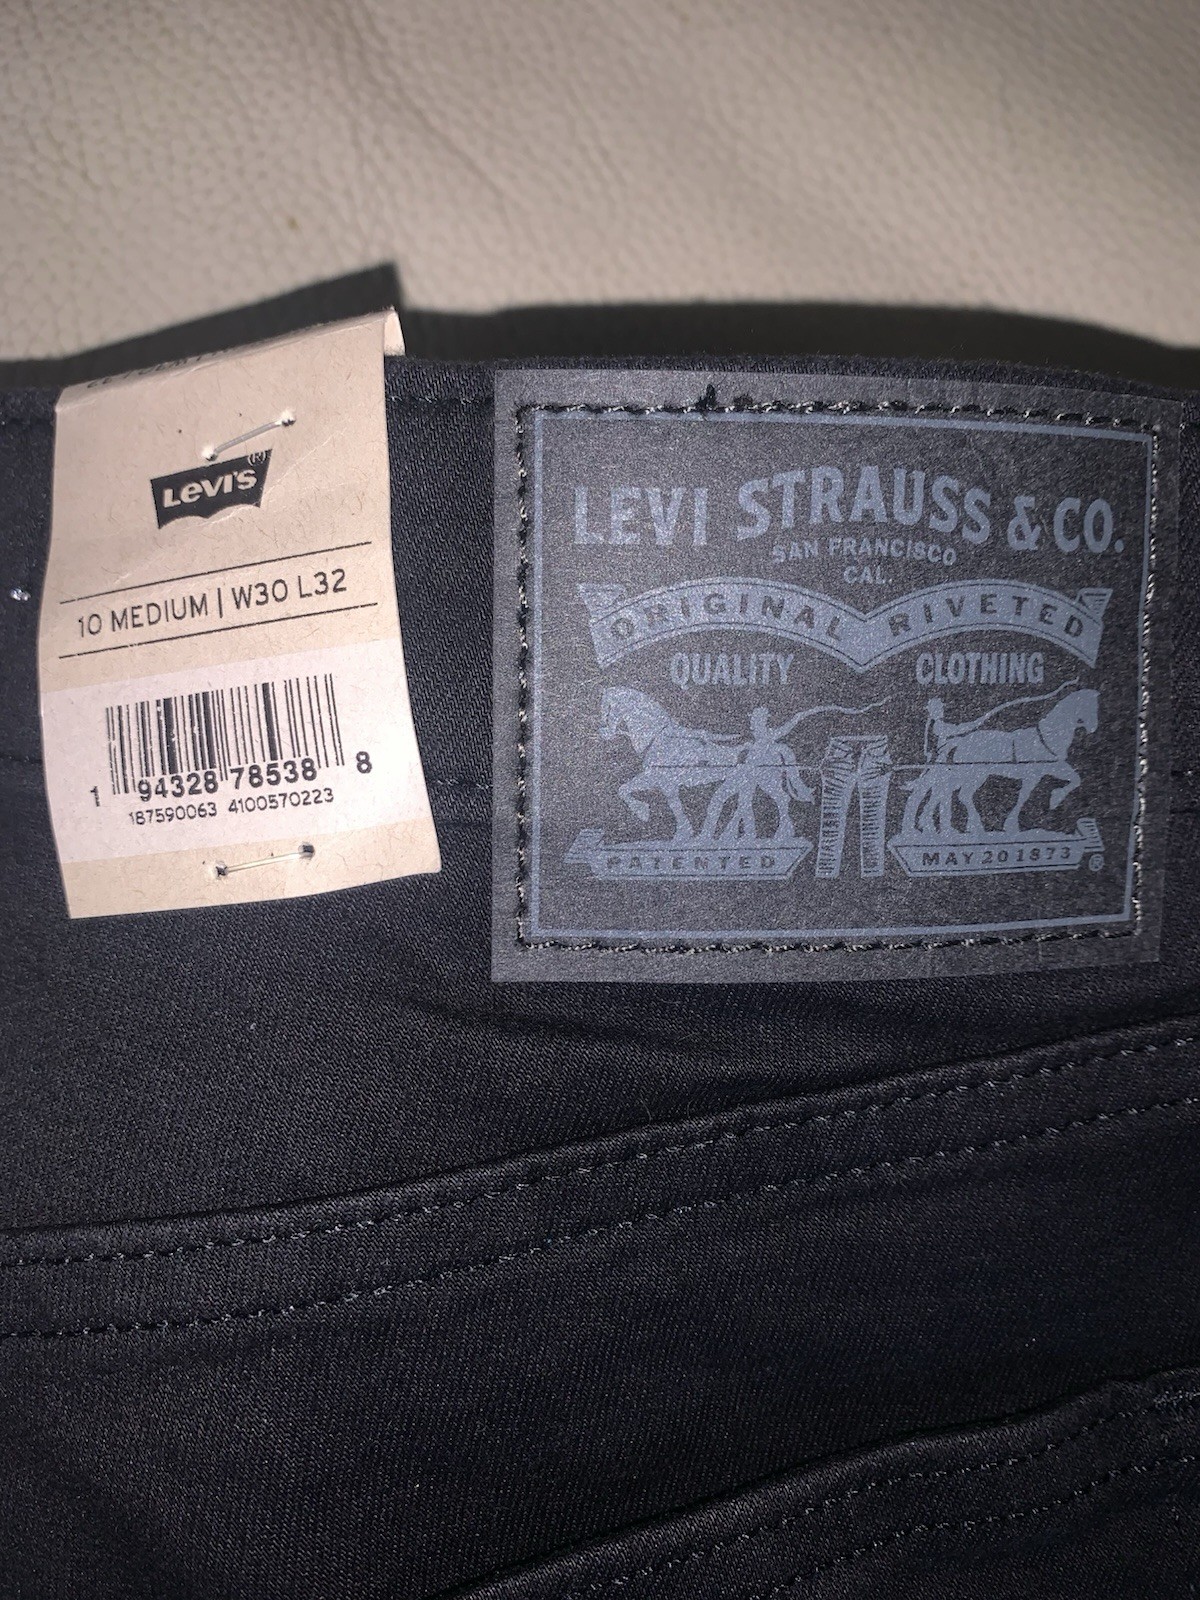 LEVI'S®
10 MEDIUM | W30 L32
1 94328 78538 8
187590063 4100570223
LEVI STRAUSS & CO.
SAN FRANCISCO
CAL.
ORIGINAL RIVETED
QUALITY CLOTHING
PATENTED MAY 20 1873 ®